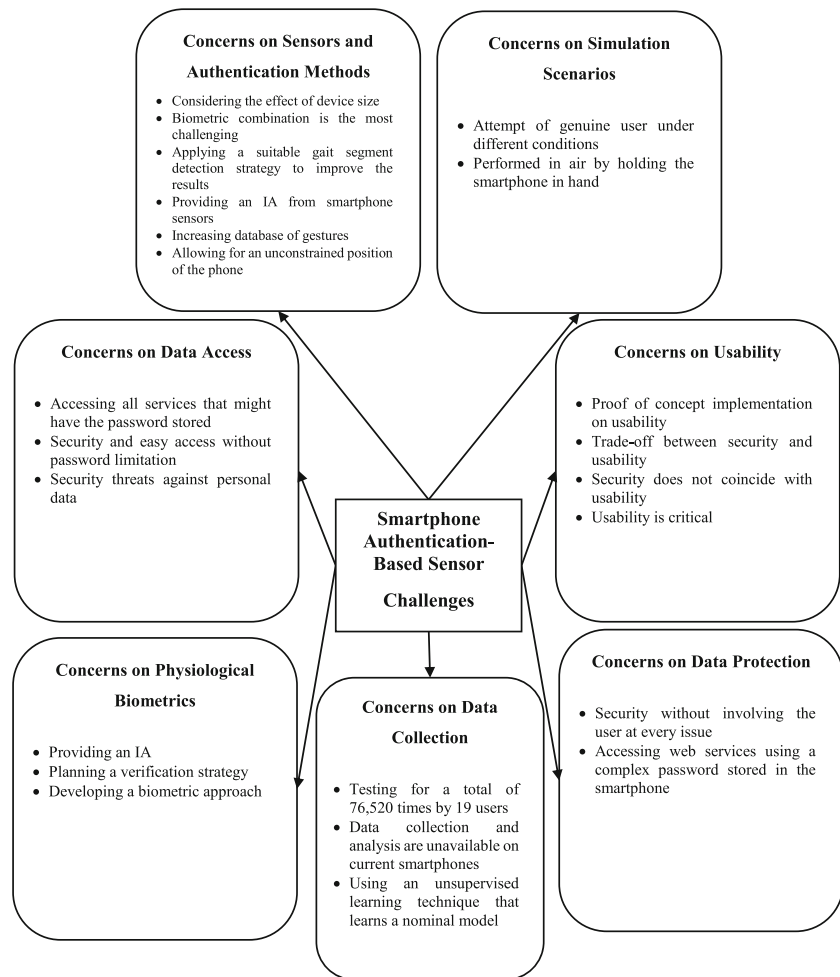 Concerns on Sensors and
Authentication Methods
• Considering the effect of device size
• Biometric combination is the most
challenging
• Applying a suitable gait segment
detection strategy to improve the
results
• Providing an IA from smartphone
sensors
• Increasing database of gestures
• Allowing for an unconstrained position
of the phone
Concerns on Simulation
Scenarios
• Attempt of genuine user under
different conditions
• Performed in air by holding the
smartphone in hand
Concerns on Data Access
• Accessing all services that might
have the password stored
• Security and easy access without
password limitation
• Security threats against personal
data
Concerns on Usability
• Proof of concept implementation
on usability
• Trade-off between security and
usability
• Security does not coincide with
usability
• Usability is critical
Smartphone
Authentication-
Based Sensor
Challenges
Concerns on Physiological
Biometrics
• Providing an IA
• Planning a verification strategy
• Developing a biometric approach
Concerns on Data
Collection
• Testing for a total of
76,520 times by 19 users
• Data collection and
analysis are unavailable on
current smartphones
• Using an unsupervised
learning technique that
learns a nominal model
Concerns on Data Protection
• Security without involving the
user at every issue
• Accessing web services using a
complex password stored in the
smartphone